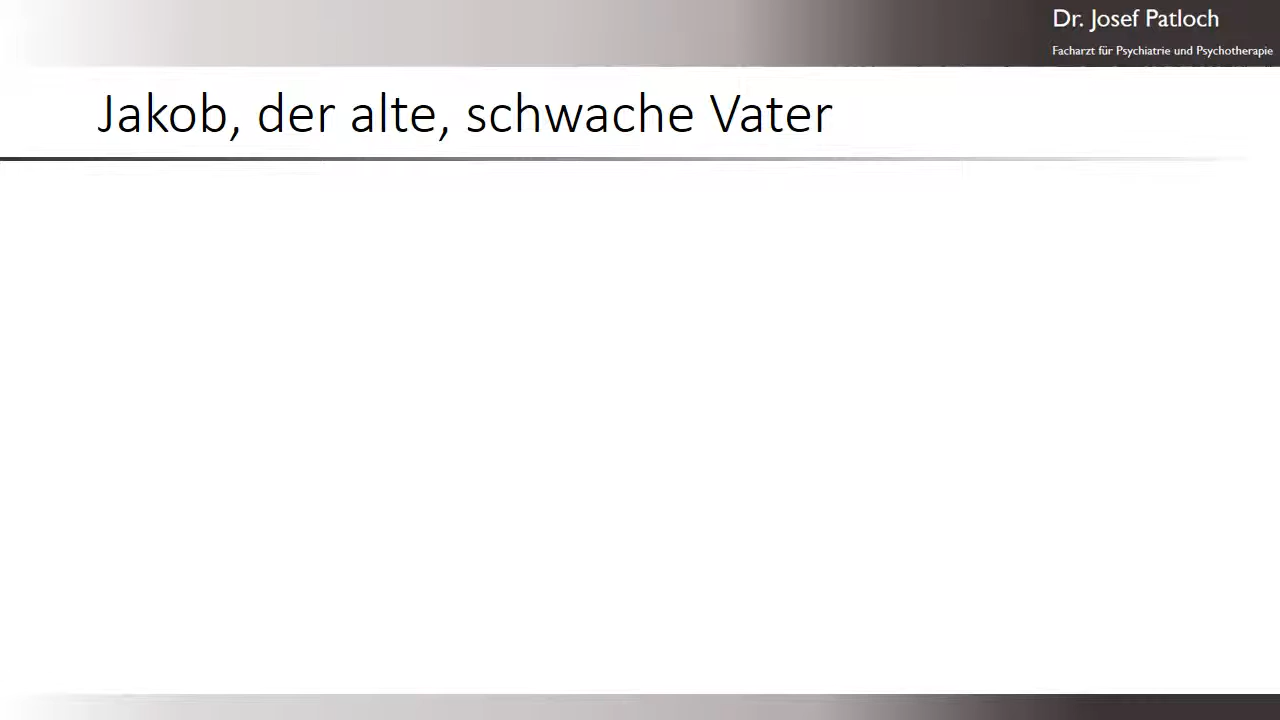 Dr. Josef Patloch
Facharzt für Psychiatrie und Psychotherapie
Jakob, der alte, schwache Vater